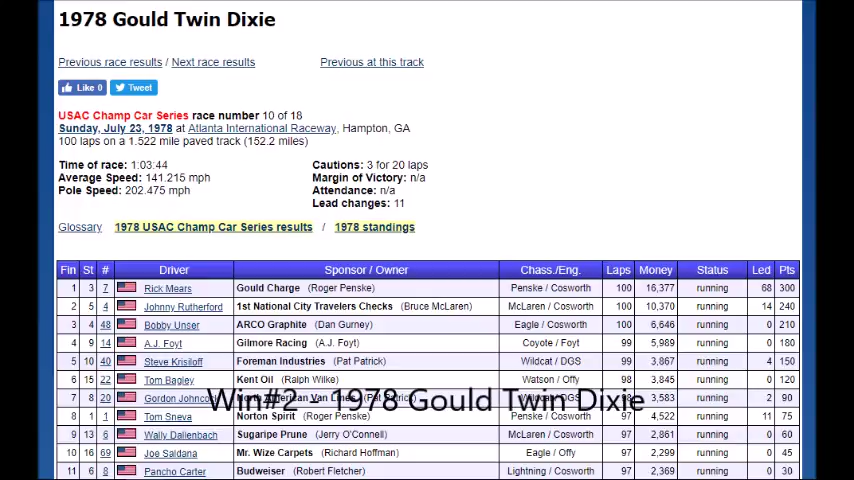 1978 Gould Twin Dixie
Previous race results / Next race results Previous at this track
Like 0 Tweet
USAC Champ Car Series race number 10 of 18
Sunday, July 23, 1978 at Atlanta International Raceway, Hampton, GA
100 laps on a 1.522 mile paved track (152.2 miles)
Time of race: 1:03:44 Cautions: 3 for 20 laps
Average Speed: 141.215 mph Margin of Victory: n/a
Pole Speed: 202.475 mph Attendance: n/a
Lead changes: 11
Glossary 1978 USAC Champ Car Series results / 1978 standings
Fin St # Driver Sponsor / Owner Chass./Eng. Laps Money Status Led Pts
1 3 7 Rick Mears Gould Charge (Roger Penske) Penske / Cosworth 100 16,377 running 68 300
2 5 4 Johnny Rutherford 1st National City Travelers Checks (Bruce McLaren) McLaren / Cosworth 100 10,370 running 14 240
3 4 48 Bobby Unser ARCO Graphite (Dan Gurney) Eagle / Cosworth 100 6,646 running 0 210
4 9 14 A.J. Foyt Gilmore Racing (A.J. Foyt) Coyote / Foyt 99 5,989 running 0 180
5 10 40 Steve Krisiloff Foreman Industries (Pat Patrick) Wildcat / DGS 99 3,867 running 4 150
6 15 22 Tom Bagley Kent Oil (Ralph Wilke) Watson / Offy 98 3,845 running 0 120
7 8 20 Gordon Johncock North American Van Lines (Pat Patrick) Wildcat / DGS 98 3,583 running 2 90
Win#2 - 1978 Gould Twin Dixie
8 1 1 Tom Sneva Norton Spirit (Roger Penske) Penske / Cosworth 97 4,522 running 11 75
9 13 6 Wally Dallenbach Sugaripe Prune (Jerry O'Connell) McLaren / Cosworth 97 2,861 running 0 60
10 16 69 Joe Saldana Mr. Wize Carpets (Richard Hoffman) Eagle / Offy 97 2,299 running 0 45
11 6 8 Pancho Carter Budweiser (Robert Fletcher) Lightning / Cosworth 97 2,369 running 0 30